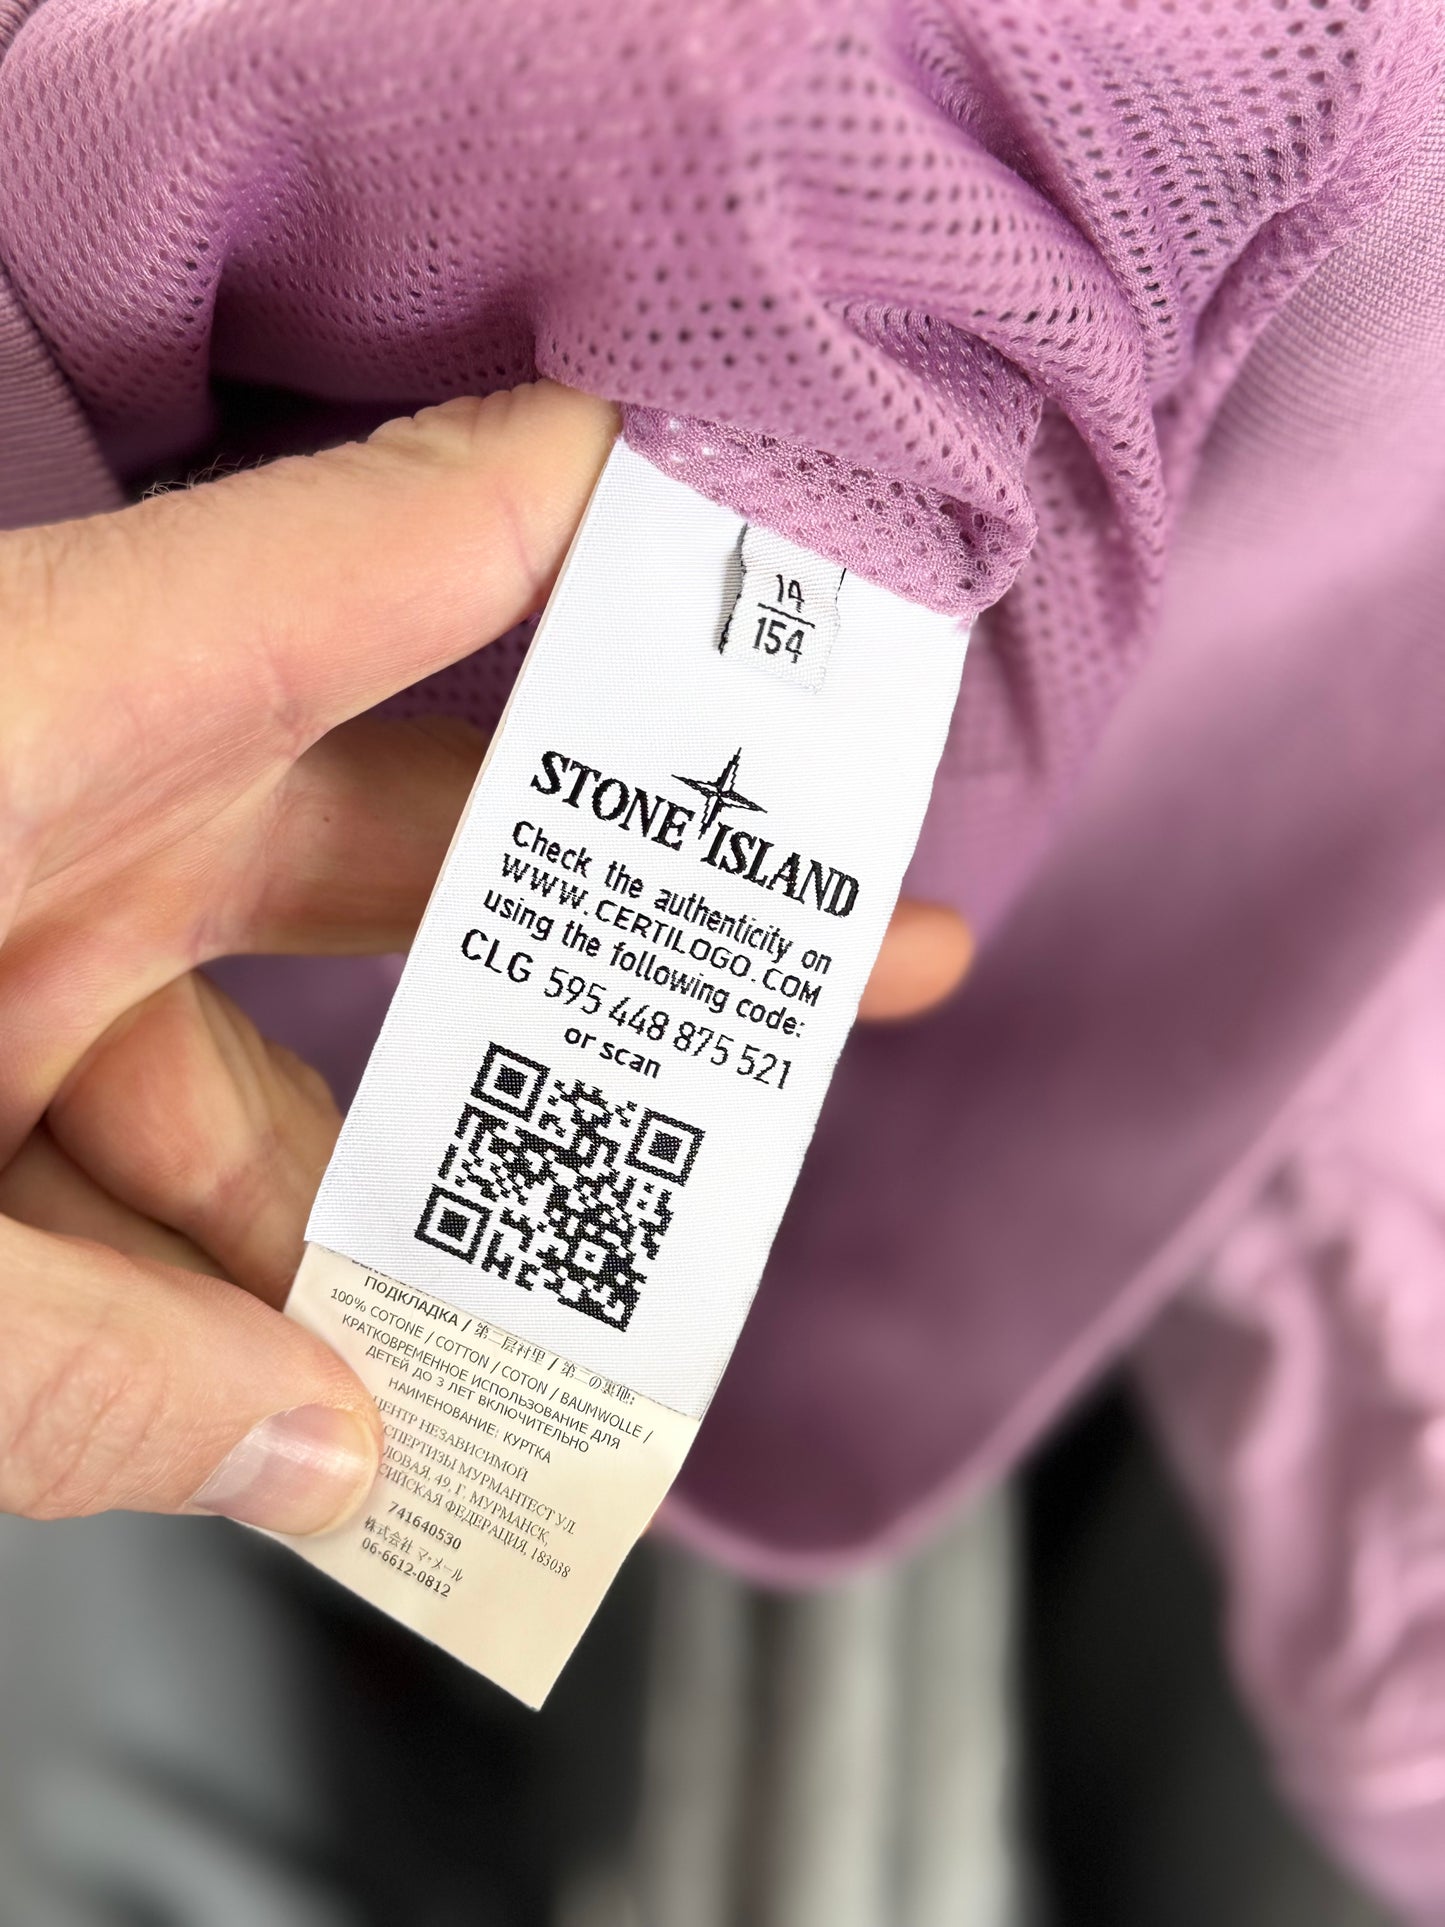 14
154
STONE ISLAND
Check the authenticity on
WWW.CERTILOGO.COM
using the following code:
CLG 595 448 875 521
or scan
ПОДКЛАДКА / 第二层衬里 / 第二の裏地:
100% COTONE / COTTON / COTON / BAUMWOLLE /
КРАТКОВРЕМЕННОЕ ИСПОЛЬЗОВАНИЕ ДЛЯ
ДЕТЕЙ ДО 3 ЛЕТ ВКЛЮЧИТЕЛЬНО
НАИМЕНОВАНИЕ: КУРТКА
ЦЕНТР НЕЗАВИСИМОЙ
МУРМАНТЕСТ УЛ.
49, Г. МУРМАНСК,
ФЕДЕРАЦИЯ, 183038
741640530
株式会社 マ・メール
06-6612-0812